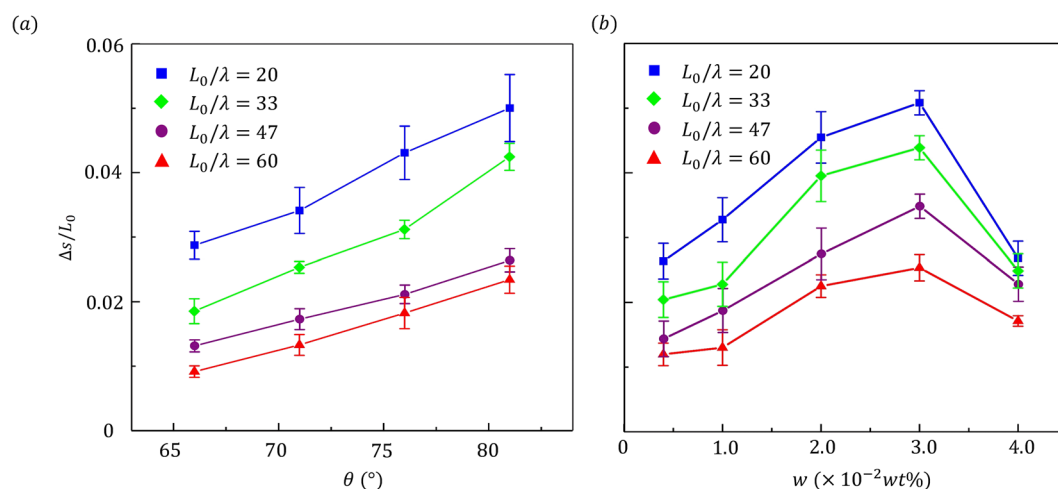 (a)
0.06
0.04
0.02
0
Δs/L₀
L₀/λ = 20
L₀/λ = 33
L₀/λ = 47
L₀/λ = 60
65
70
75
80
θ (°)
(b)
L₀/λ = 20
L₀/λ = 33
L₀/λ = 47
L₀/λ = 60
0
1.0
2.0
3.0
4.0
w (× 10⁻²wt%)